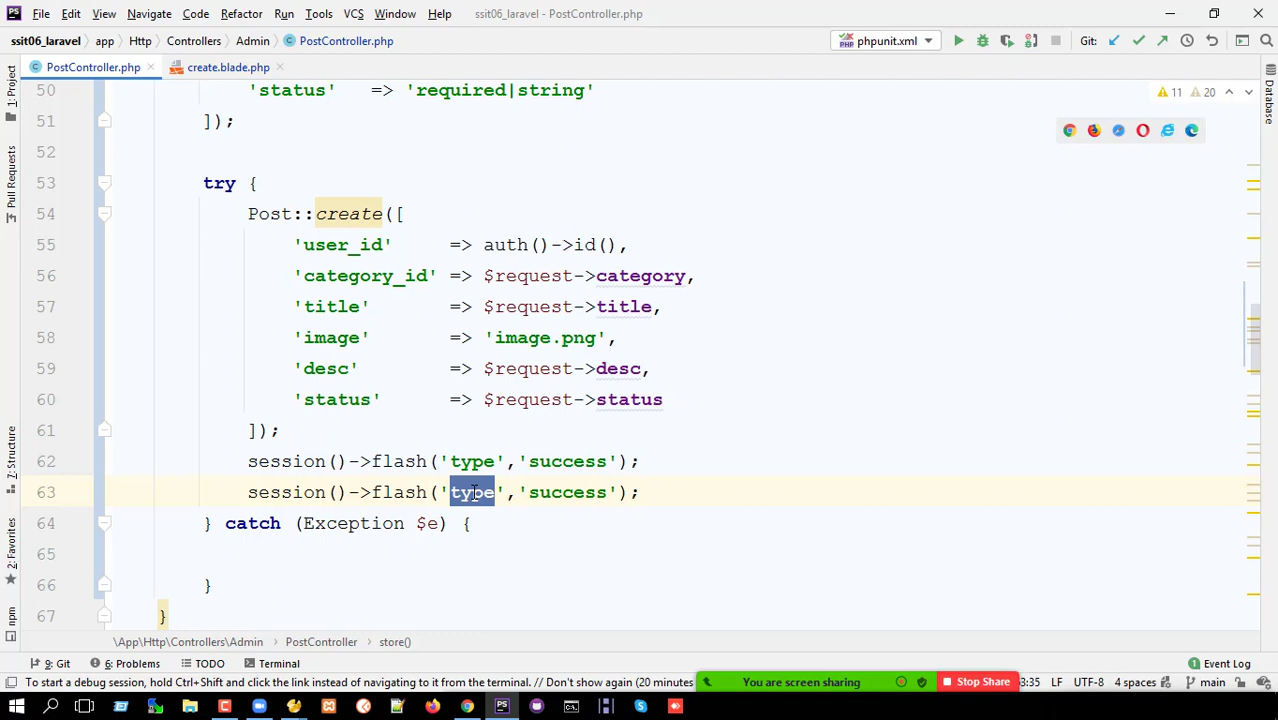 File Edit View Navigate Code Refactor Run Tools VCS Window Help ssit06_laravel - PostController.php
ssit06_laravel app Http Controllers Admin PostController.php phpunit.xml Git:
PostController.php create.blade.php
11 20
50 'status' => 'required|string'
51 ]);
52
53 try {
54 Post::create([
55 'user_id' => auth()->id(),
56 'category_id' => $request->category,
57 'title' => $request->title,
58 'image' => 'image.png',
59 'desc' => $request->desc,
60 'status' => $request->status
61 ]);
62 session()->flash('type','success');
63 session()->flash('type','success');
64 } catch (Exception $e) {
65
66 }
67 }
1: Project
Pull Requests
7: Structure
2: Favorites
npm
Database
\App\Http\Controllers\Admin PostController store()
9: Git 6: Problems TODO Terminal 1 Event Log
To start a debug session, hold Ctrl+Shift and click the link instead of running it from the terminal. // Don't show again (20 minutes
You are screen sharing Stop Share
3:35 LF UTF-8 4 spaces main